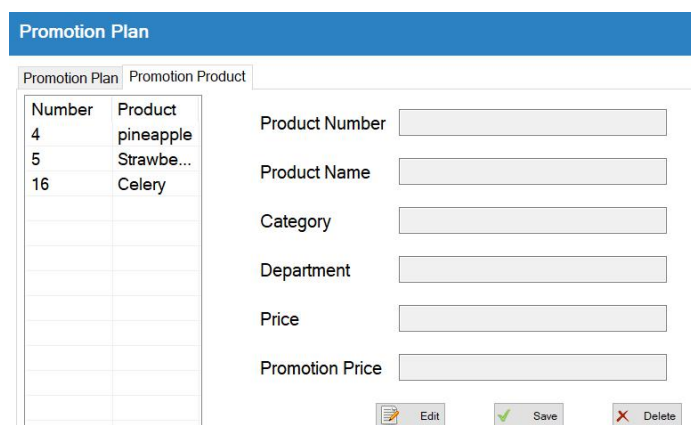 Promotion Plan
Promotion Plan Promotion Product
Number Product
4 pineapple
5 Strawbe...
16 Celery
Product Number
Product Name
Category
Department
Price
Promotion Price
Edit Save Delete